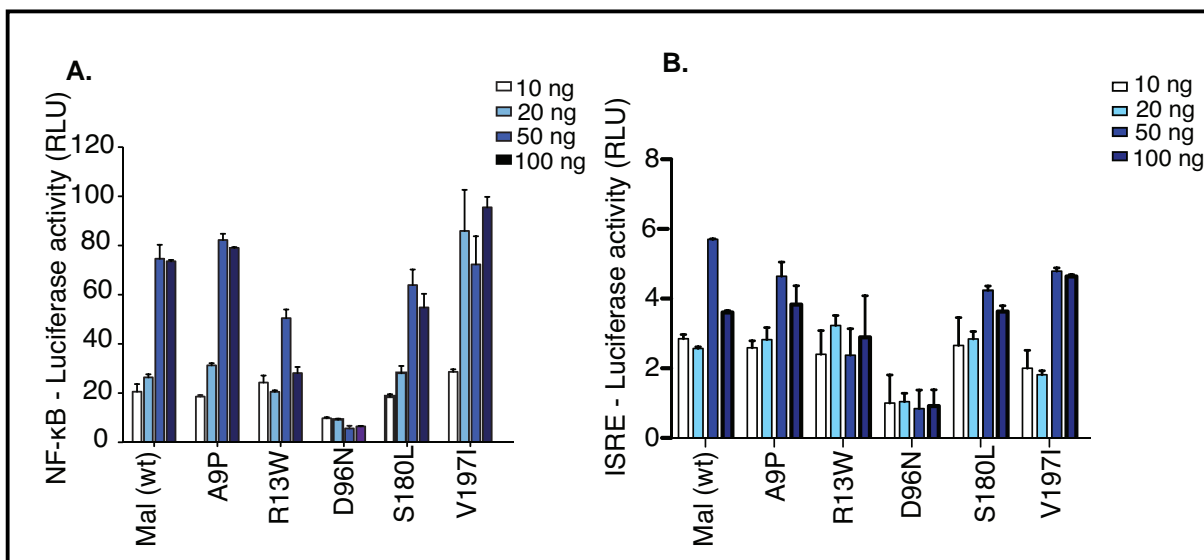 A.
10 ng
20 ng
50 ng
100 ng
NF-κB - Luciferase activity (RLU)
120
100
80
60
40
20
0
Mal (wt)
A9P
R13W
D96N
S180L
V197I
B.
10 ng
20 ng
50 ng
100 ng
ISRE - Luciferase activity (RLU)
8
6
4
2
0
Mal (wt)
A9P
R13W
D96N
S180L
V197I